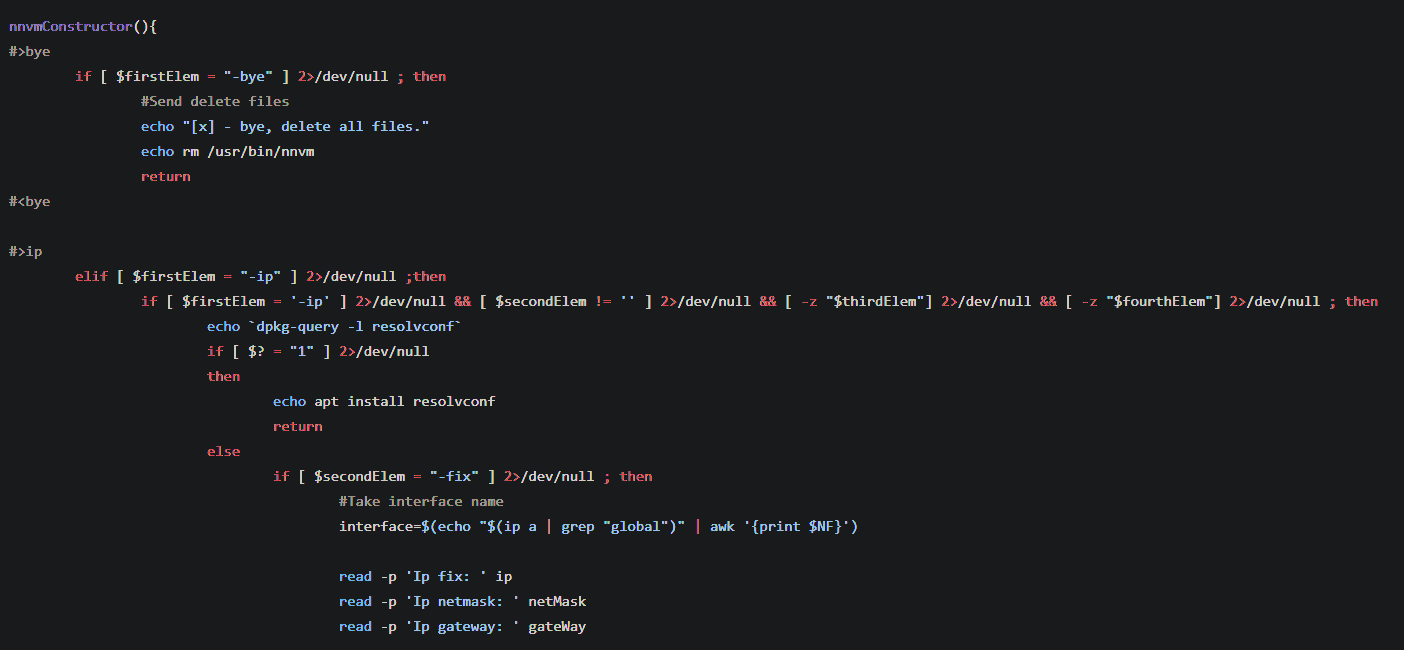 nnvmConstructor(){
#>bye
        if [ $firstElem = "-bye" ] 2>/dev/null ; then
                #Send delete files
                echo "[x] - bye, delete all files."
                echo rm /usr/bin/nnvm
                return
#<bye

#>ip
        elif [ $firstElem = "-ip" ] 2>/dev/null ;then
                if [ $firstElem = '-ip' ] 2>/dev/null && [ $secondElem != '' ] 2>/dev/null && [ -z "$thirdElem"] 2>/dev/null && [ -z "$fourthElem"] 2>/dev/null ; then
                        echo `dpkg-query -l resolvconf`
                        if [ $? = "1" ] 2>/dev/null
                        then
                                echo apt install resolvconf
                                return
                        else
                                if [ $secondElem = "-fix" ] 2>/dev/null ; then
                                        #Take interface name
                                        interface=$(echo "$(ip a | grep "global")" | awk '{print $NF}')

                                        read -p 'Ip fix: ' ip
                                        read -p 'Ip netmask: ' netMask
                                        read -p 'Ip gateway: ' gateWay